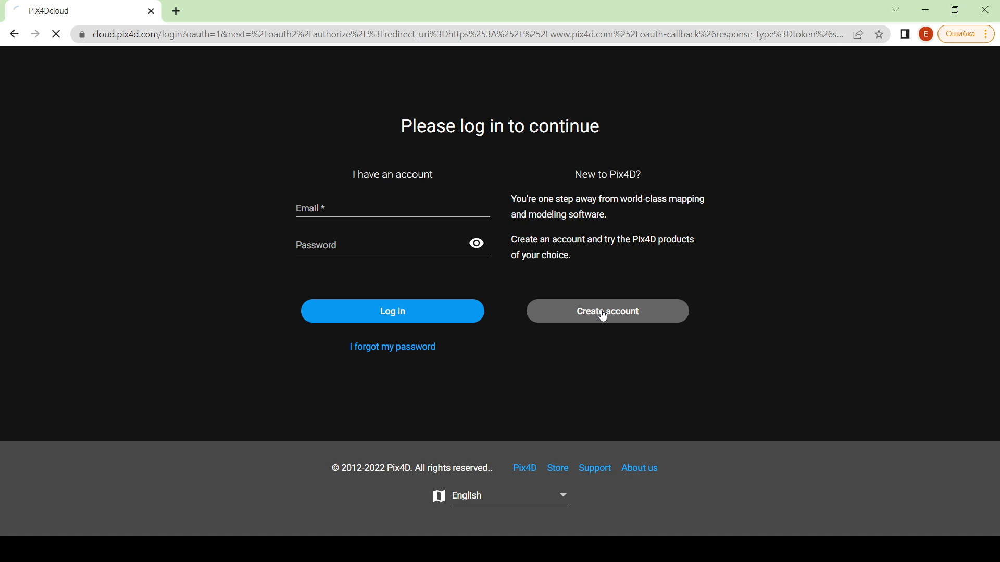 PIX4Dcloud
cloud.pix4d.com/login?oauth=1&next=%2Foauth2%2Fauthorize%2F%3Fredirect_uri%3Dhttps%253A%252F%252Fwww.pix4d.com%252Foauth-callback%26response_type%3Dtoken%26s...
E
Ошибка
Please log in to continue
I have an account
Email *
Password
Log in
I forgot my password
New to Pix4D?
You're one step away from world-class mapping
and modeling software.
Create an account and try the Pix4D products
of your choice.
Create account
© 2012-2022 Pix4D. All rights reserved.. Pix4D Store Support About us
English